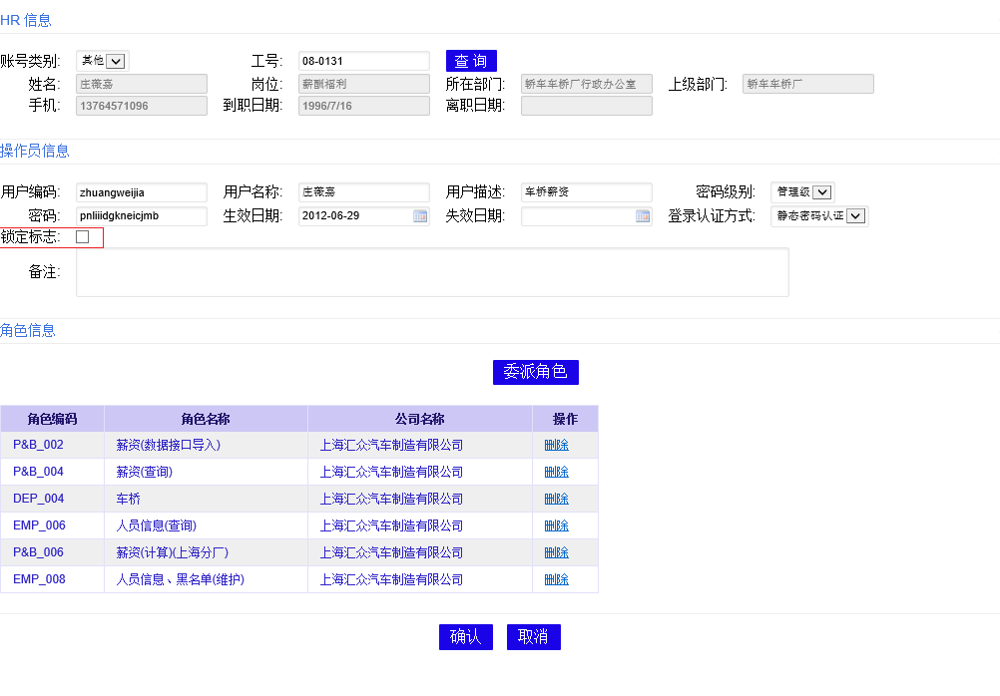 HR 信息
账号类别: 其他 工号: 08-0131 查 询
姓名: 庄薇嘉 岗位: 薪酬福利 所在部门: 轿车车桥厂行政办公室 上级部门: 轿车车桥厂
手机: 13764571096 到职日期: 1996/7/16 离职日期:
操作员信息
用户编码: zhuangweijia 用户名称: 庄薇嘉 用户描述: 车桥薪资 密码级别: 管理级
密码: pnliiidgkneicjmb 生效日期: 2012-06-29 失效日期: 登录认证方式: 静态密码认证
锁定标志:
备注:
角色信息
委派角色
角色编码 角色名称 公司名称 操作
P&B_002 薪资(数据接口导入) 上海汇众汽车制造有限公司 删除
P&B_004 薪资(查询) 上海汇众汽车制造有限公司 删除
DEP_004 车桥 上海汇众汽车制造有限公司 删除
EMP_006 人员信息(查询) 上海汇众汽车制造有限公司 删除
P&B_006 薪资(计算)(上海分厂) 上海汇众汽车制造有限公司 删除
EMP_008 人员信息、黑名单(维护) 上海汇众汽车制造有限公司 删除
确认 取消